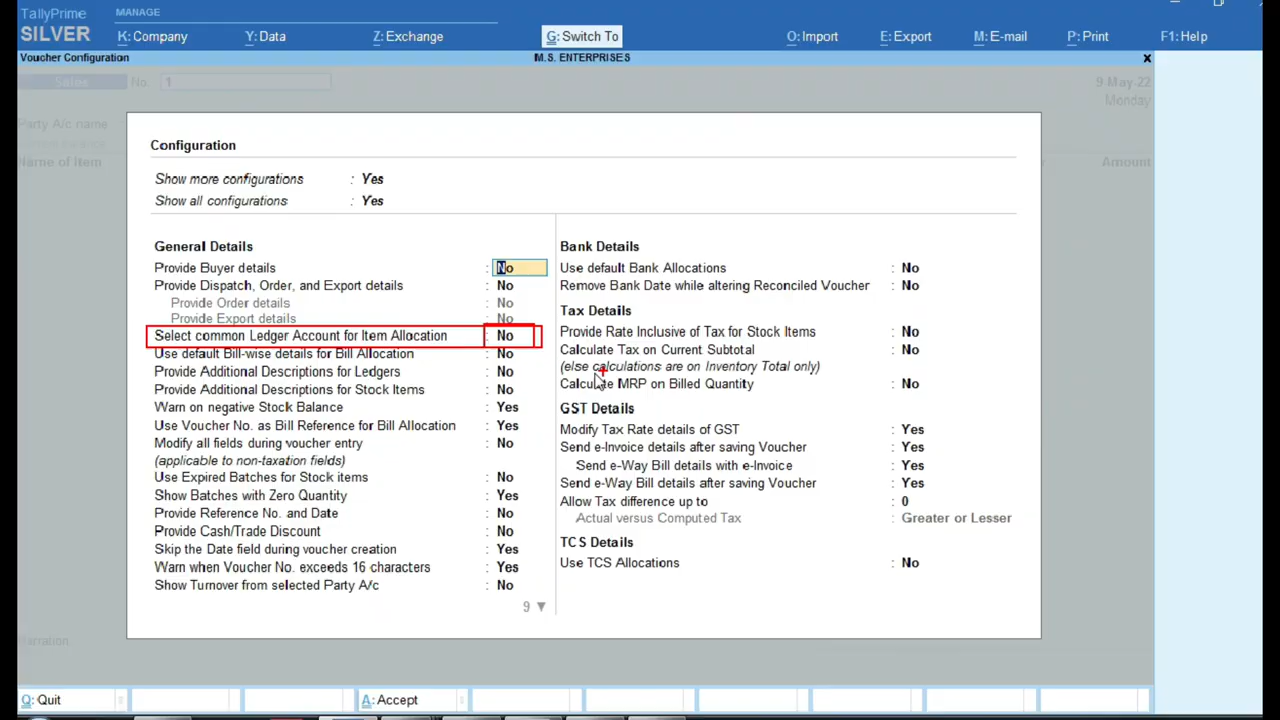 TallyPrime
MANAGE
SILVER
K: Company
Y: Data
Z: Exchange
G: Switch To
O: Import
E: Export
M: E-mail
P: Print
F1: Help
Voucher Configuration
M.S. ENTERPRISES
x
Sales
No. 1
9-May-22
Monday
Party A/c name
Name of Item
Amount
Configuration
Show more configurations : Yes
Show all configurations : Yes
General Details
Provide Buyer details : No
Provide Dispatch, Order, and Export details : No
Provide Order details : No
Provide Export details : No
Select common Ledger Account for Item Allocation : No
Use default Bill-wise details for Bill Allocation : No
Provide Additional Descriptions for Ledgers : No
Provide Additional Descriptions for Stock Items : No
Warn on negative Stock Balance : Yes
Use Voucher No. as Bill Reference for Bill Allocation : Yes
Modify all fields during voucher entry : No
(applicable to non-taxation fields)
Use Expired Batches for Stock items : No
Show Batches with Zero Quantity : Yes
Provide Reference No. and Date : No
Provide Cash/Trade Discount : No
Skip the Date field during voucher creation : Yes
Warn when Voucher No. exceeds 16 characters : Yes
Show Turnover from selected Party A/c : No
9 ▼
Bank Details
Use default Bank Allocations : No
Remove Bank Date while altering Reconciled Voucher : No
Tax Details
Provide Rate Inclusive of Tax for Stock Items : No
Calculate Tax on Current Subtotal : No
(else calculations are on Inventory Total only)
Calculate MRP on Billed Quantity : No
GST Details
Modify Tax Rate details of GST : Yes
Send e-Invoice details after saving Voucher : Yes
Send e-Way Bill details with e-Invoice : Yes
Send e-Way Bill details after saving Voucher : Yes
Allow Tax difference up to : 0
Actual versus Computed Tax : Greater or Lesser
TCS Details
Use TCS Allocations : No
Narration
Q: Quit
A: Accept